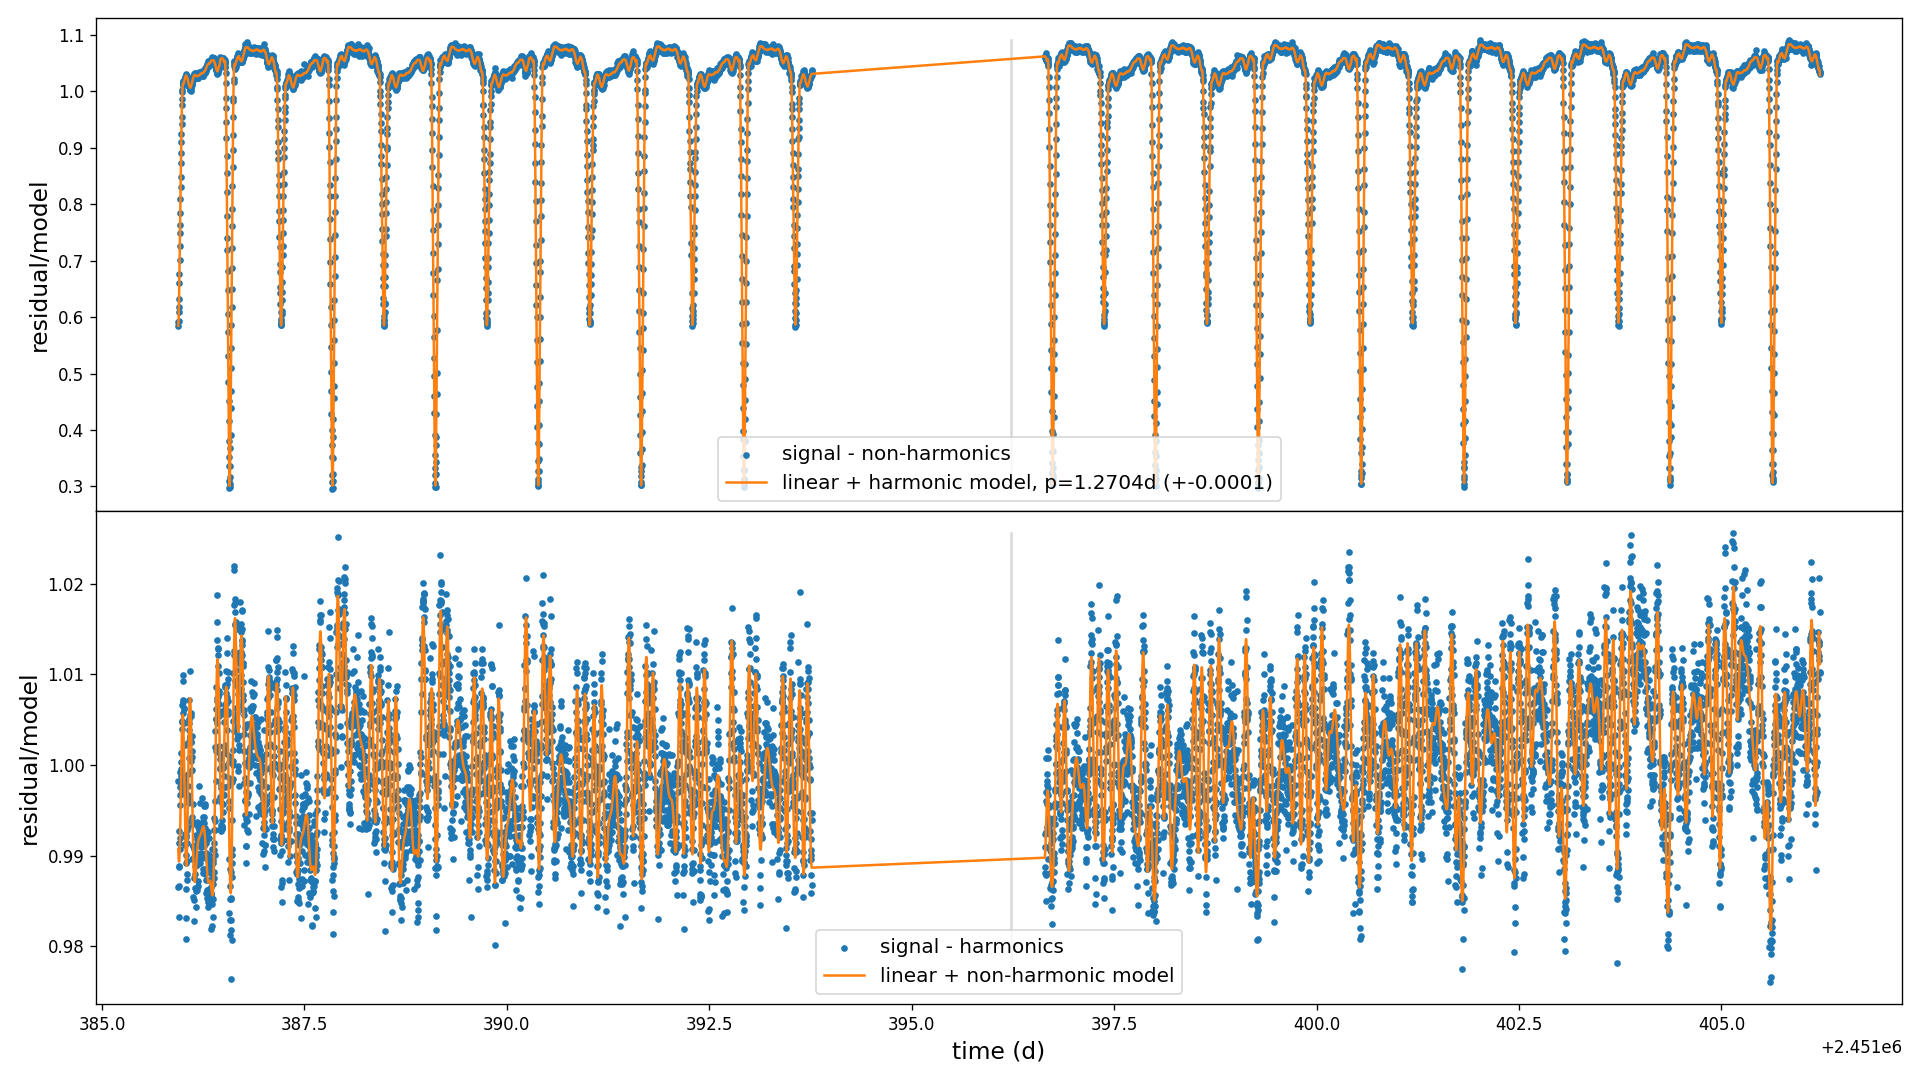 1.1
1.0
0.9
0.8
0.7
0.6
0.5
0.4
0.3
residual/model
signal - non-harmonics
linear + harmonic model, p=1.2704d (+-0.0001)
1.02
1.01
1.00
0.99
0.98
residual/model
signal - harmonics
linear + non-harmonic model
385.0 387.5 390.0 392.5 395.0 397.5 400.0 402.5 405.0
time (d)
+2.451e6